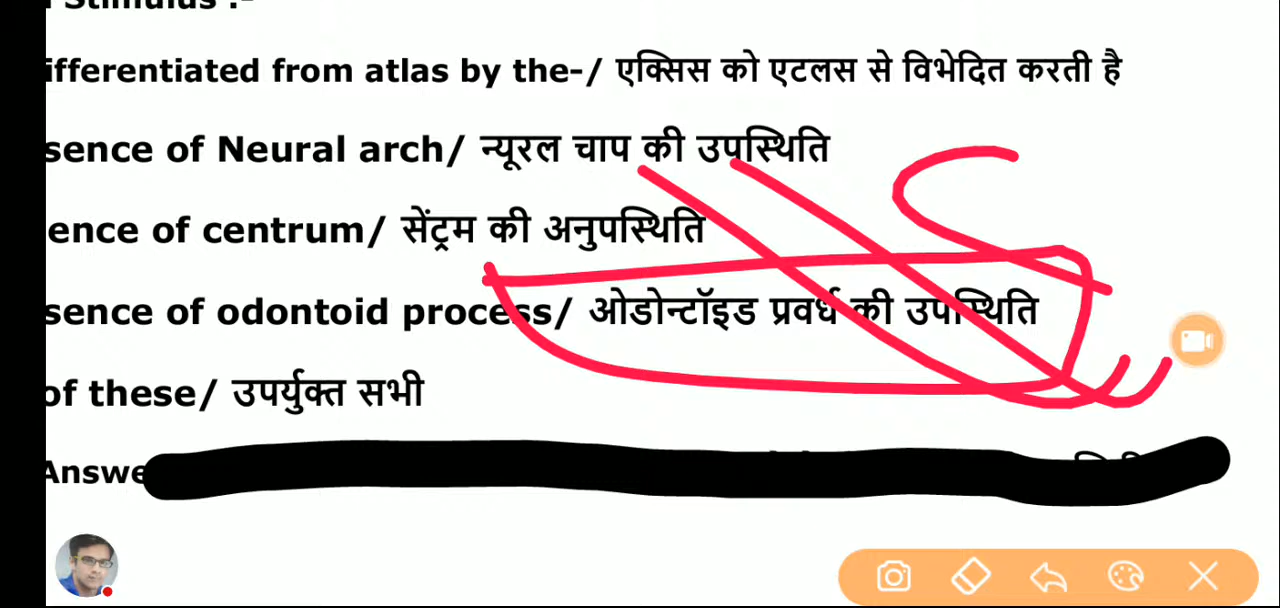 ifferentiated from atlas by the-/ एक्सिस को एटलस से विभेदित करती है
sence of Neural arch/ न्यूरल चाप की उपस्थिति
ence of centrum/ सेंट्रम की अनुपस्थिति
sence of odontoid process/ ओडोन्टॉइड प्रवर्ध की उपस्थिति
of these/ उपर्युक्त सभी
Answe